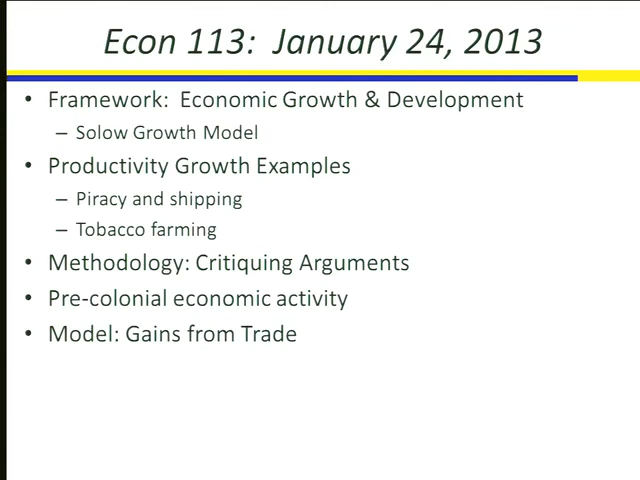 Econ 113:  January 24, 2013
• Framework:  Economic Growth & Development
– Solow Growth Model
• Productivity Growth Examples
– Piracy and shipping
– Tobacco farming
• Methodology: Critiquing Arguments
• Pre-colonial economic activity
• Model: Gains from Trade